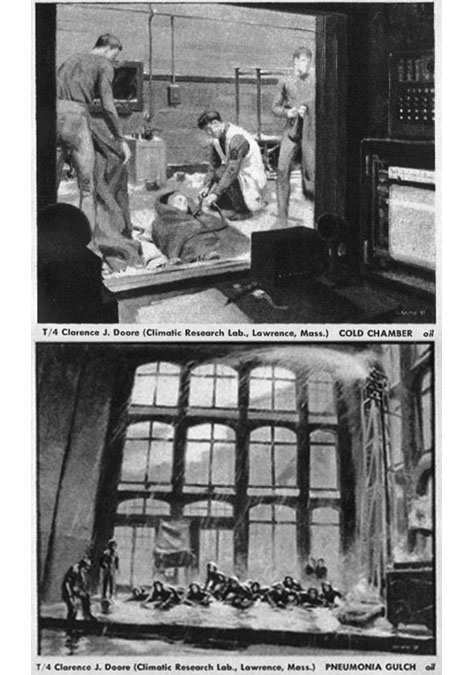 T/4 Clarence J. Doore (Climatic Research Lab., Lawrence, Mass.) COLD CHAMBER oil
T/4 Clarence J. Doore (Climatic Research Lab., Lawrence, Mass.) PNEUMONIA GULCH oil